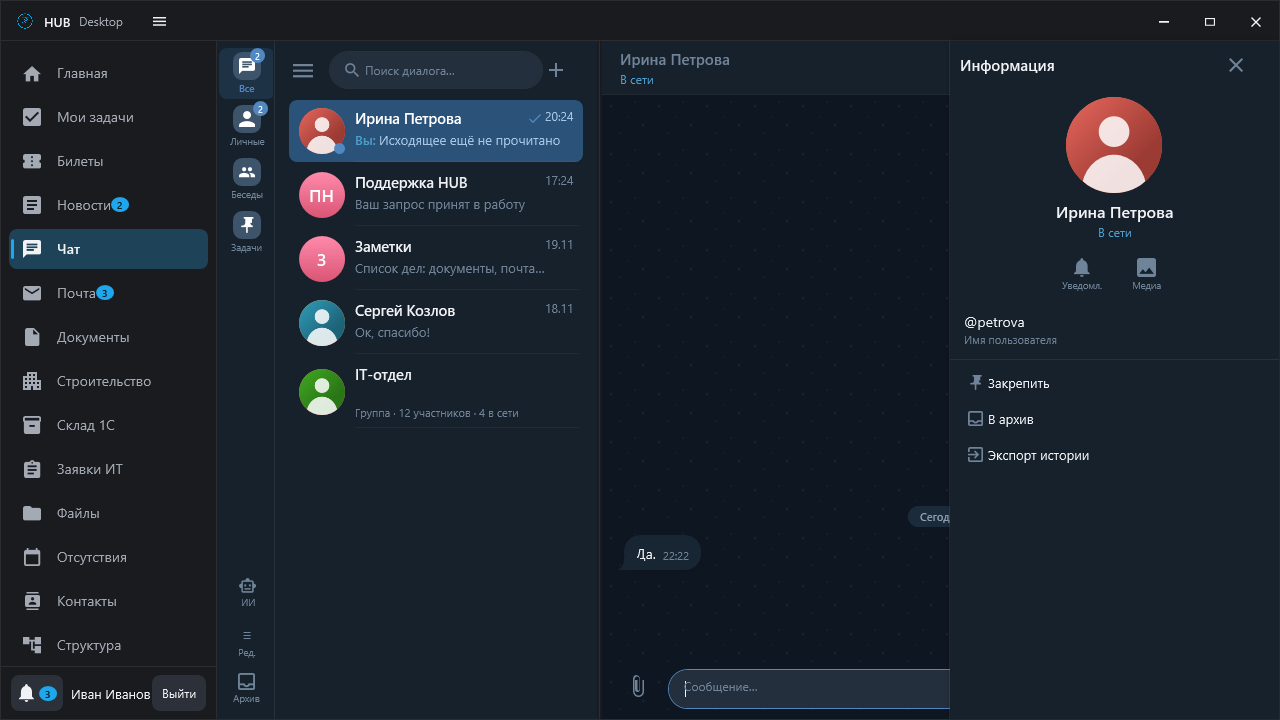 HUB Desktop
Главная
Мои задачи
Билеты
Новости 2
Чат
Почта 3
Документы
Строительство
Склад 1С
Заявки ИТ
Файлы
Отсутствия
Контакты
Структура
3 Иван Иванов Выйти
2
Все
2
Личные
Беседы
Задачи
ИИ
Ред.
Архив
Поиск диалога...
Ирина Петрова 20:24
Вы: Исходящее ещё не прочитано
ПН
Поддержка HUB 17:24
Ваш запрос принят в работу
З
Заметки 19.11
Список дел: документы, почта...
Сергей Козлов 18.11
Ок, спасибо!
IT-отдел
Группа · 12 участников · 4 в сети
Ирина Петрова
В сети
Сегод
Да. 22:22
Сообщение...
Информация
Ирина Петрова
В сети
Уведомл. Медиа
@petrova
Имя пользователя
Закрепить
В архив
Экспорт истории